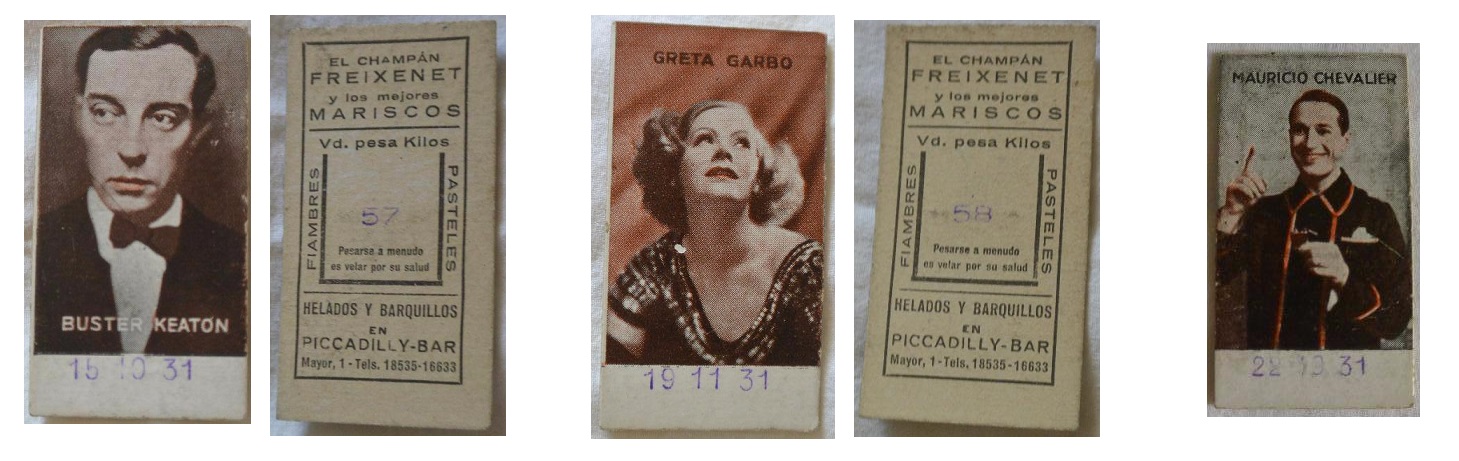 BUSTER KEATON
15 10 31
EL CHAMPÁN
FREIXENET
y los mejores
MARISCOS
Vd. pesa Kilos
FIAMBRES
PASTELES
57
Pesarse a menudo
es velar por su salud
HELADOS Y BARQUILLOS
EN
PICCADILLY-BAR
Mayor, 1 - Tels. 18535-16633
GRETA GARBO
19 11 31
EL CHAMPÁN
FREIXENET
y los mejores
MARISCOS
Vd. pesa Kilos
FIAMBRES
PASTELES
58
Pesarse a menudo
es velar por su salud
HELADOS Y BARQUILLOS
EN
PICCADILLY-BAR
Mayor, 1 - Tels. 18535-16633
MAURICIO CHEVALIER
22 10 31